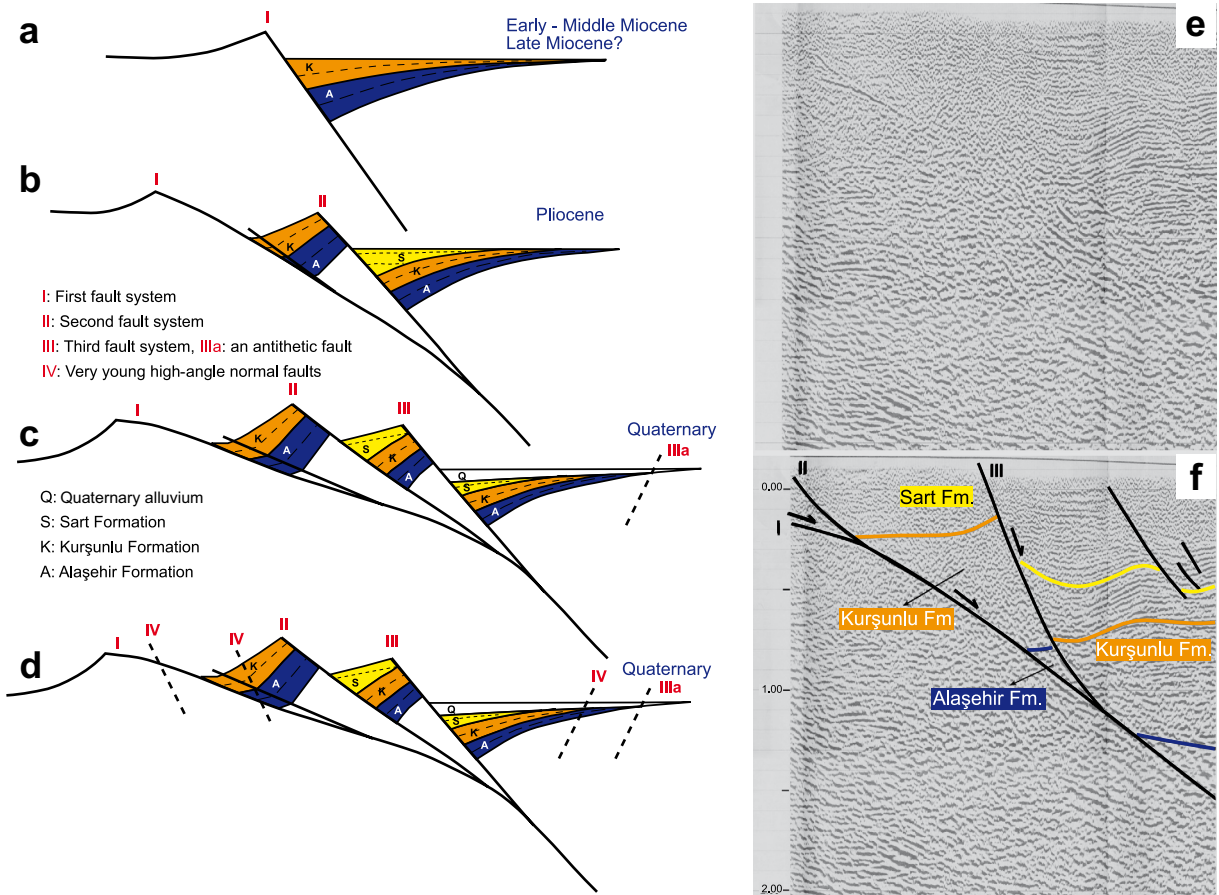 a
I
Early - Middle Miocene
Late Miocene?
K
A
b
I
II
Pliocene
K
A
S
K
A
I: First fault system
II: Second fault system
III: Third fault system, IIIa: an antithetic fault
IV: Very young high-angle normal faults
c
I
II
III
Quaternary
IIIa
K
A
S
K
A
Q
S
K
A
Q: Quaternary alluvium
S: Sart Formation
K: Kurşunlu Formation
A: Alaşehir Formation
d
I
IV
IV
II
III
Quaternary
IV
IIIa
K
A
S
K
A
Q
S
K
A
e
f
II
III
0.00
Sart Fm.
I
Kurşunlu Fm.
Kurşunlu Fm.
Alaşehir Fm.
1.00
2.00